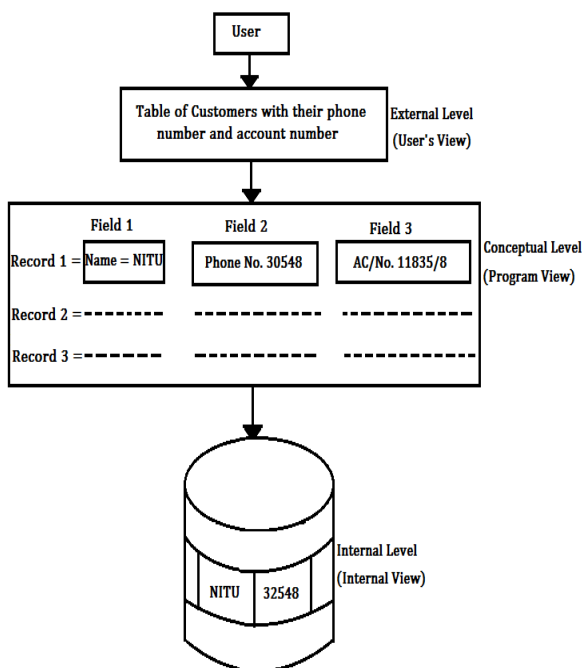 User
Table of Customers with their phone
number and account number
External Level
(User's View)
Field 1 Field 2 Field 3
Record 1 = Name = NITU Phone No. 30548 AC/No. 11835/8
Record 2 =
Record 3 =
Conceptual Level
(Program View)
NITU 32548
Internal Level
(Internal View)